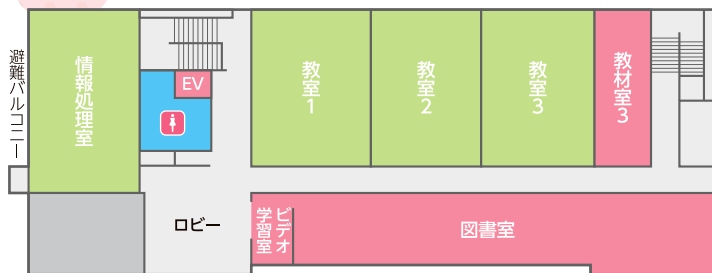 避難バルコニー
情報処理室
EV
教室1
教室2
教室3
教材室3
ロビー
ビデオ
学習室
図書室